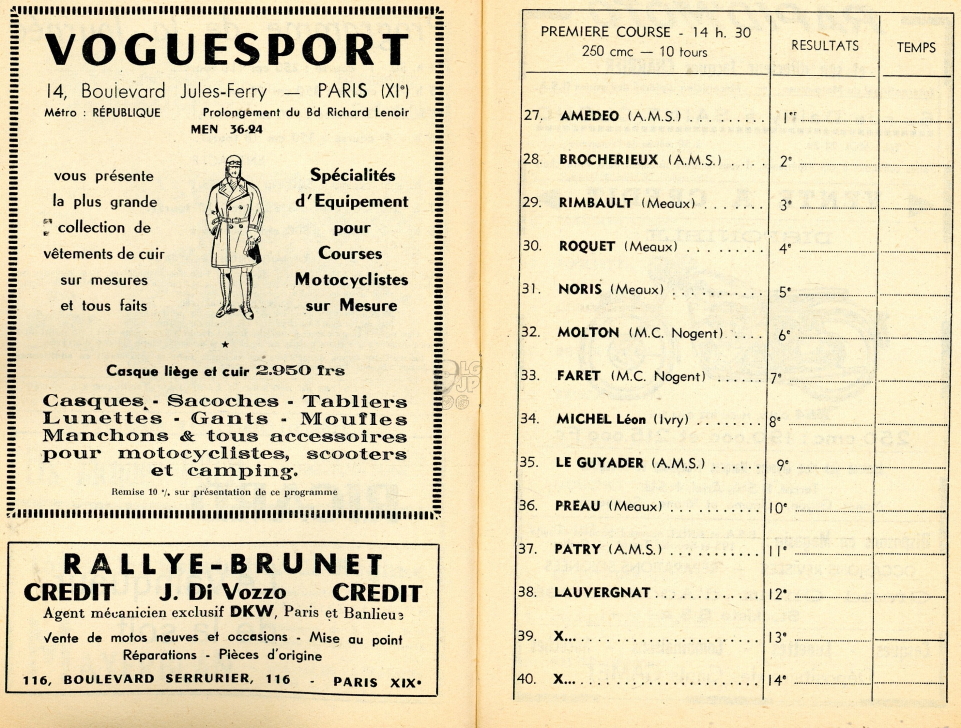 VOGUESPORT
14, Boulevard Jules-Ferry — PARIS (XIe)
Métro : RÉPUBLIQUE Prolongement du Bd Richard Lenoir
MEN 36-24
vous présente
la plus grande
collection de
vêtements de cuir
sur mesures
et tous faits
Spécialités
d'Equipement
pour
Courses
Motocyclistes
sur Mesure
Casque liège et cuir 2.950 frs
Casques - Sacoches - Tabliers
Lunettes - Gants - Moufles
Manchons & tous accessoires
pour motocyclistes, scooters
et camping.
Remise 10 %, sur présentation de ce programme
RALLYE-BRUNET
CREDIT J. Di Vozzo CREDIT
Agent mécanicien exclusif DKW, Paris et Banlieue
Vente de motos neuves et occasions - Mise au point
Réparations - Pièces d'origine
116, BOULEVARD SERRURIER, 116 - PARIS XIXe
PREMIERE COURSE - 14 h. 30 RESULTATS TEMPS
250 cmc — 10 tours
27. AMEDEO (A.M.S.) ........ 1er
28. BROCHERIEUX (A.M.S.) .... 2e
29. RIMBAULT (Meaux) ........ 3e
30. ROQUET (Meaux) .......... 4e
31. NORIS (Meaux) ........... 5e
32. MOLTON (M.C. Nogent) ..... 6e
33. FARET (M.C. Nogent) ...... 7e
34. MICHEL Léon (Ivry) ....... 8e
35. LE GUYADER (A.M.S.) ...... 9e
36. PREAU (Meaux) .......... 10e
37. PATRY (A.M.S.) .......... 11e
38. LAUVERGNAT ............ 12e
39. X... .................... 13e
40. X... .................... 14e